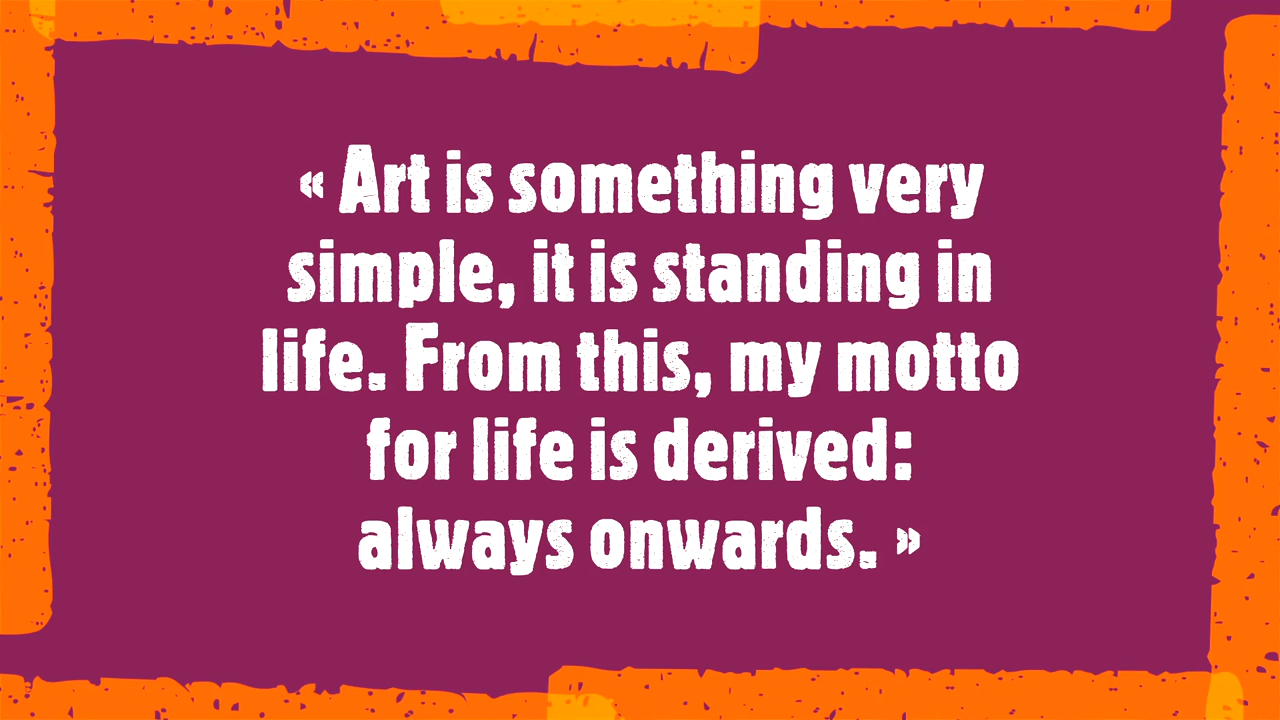 « Art is something very
simple, it is standing in
life. From this, my motto
for life is derived:
always onwards. »